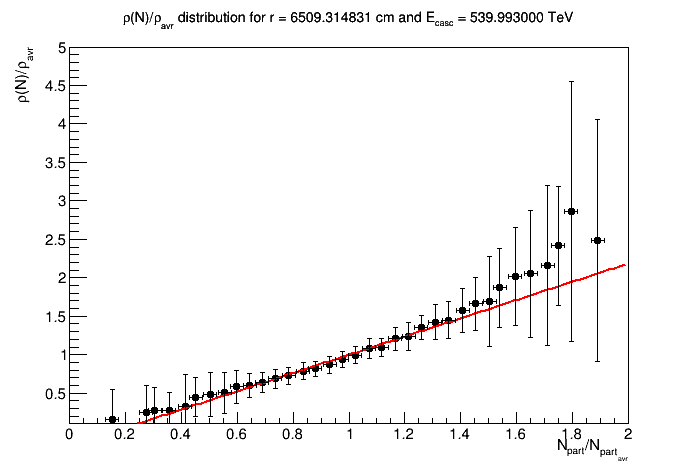 ρ(N)/ρavr distribution for r = 6509.314831 cm and Ecasc = 539.993000 TeV
ρ(N)/ρavr
5
4.5
4
3.5
3
2.5
2
1.5
1
0.5
0 0.2 0.4 0.6 0.8 1 1.2 1.4 1.6 1.8 2
Npart/Npartavr